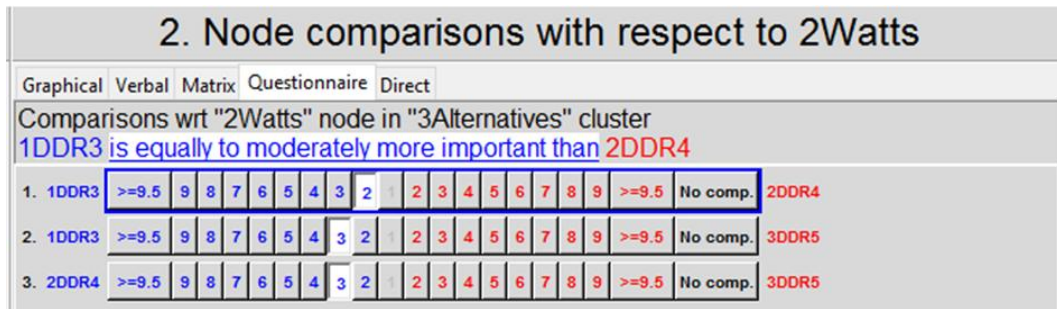 2. Node comparisons with respect to 2Watts
Graphical Verbal Matrix Questionnaire Direct
Comparisons wrt "2Watts" node in "3Alternatives" cluster
1DDR3 is equally to moderately more important than 2DDR4
1. 1DDR3 >=9.5 9 8 7 6 5 4 3 2 1 2 3 4 5 6 7 8 9 >=9.5 No comp. 2DDR4
2. 1DDR3 >=9.5 9 8 7 6 5 4 3 2 1 2 3 4 5 6 7 8 9 >=9.5 No comp. 3DDR5
3. 2DDR4 >=9.5 9 8 7 6 5 4 3 2 1 2 3 4 5 6 7 8 9 >=9.5 No comp. 3DDR5